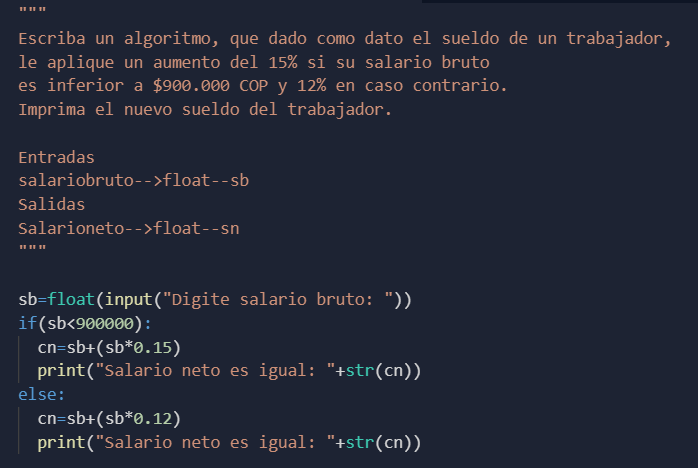 """
Escriba un algoritmo, que dado como dato el sueldo de un trabajador,
le aplique un aumento del 15% si su salario bruto
es inferior a $900.000 COP y 12% en caso contrario.
Imprima el nuevo sueldo del trabajador.

Entradas
salariobruto-->float--sb
Salidas
Salarioneto-->float--sn
"""

sb=float(input("Digite salario bruto: "))
if(sb<900000):
  cn=sb+(sb*0.15)
  print("Salario neto es igual: "+str(cn))
else:
  cn=sb+(sb*0.12)
  print("Salario neto es igual: "+str(cn))